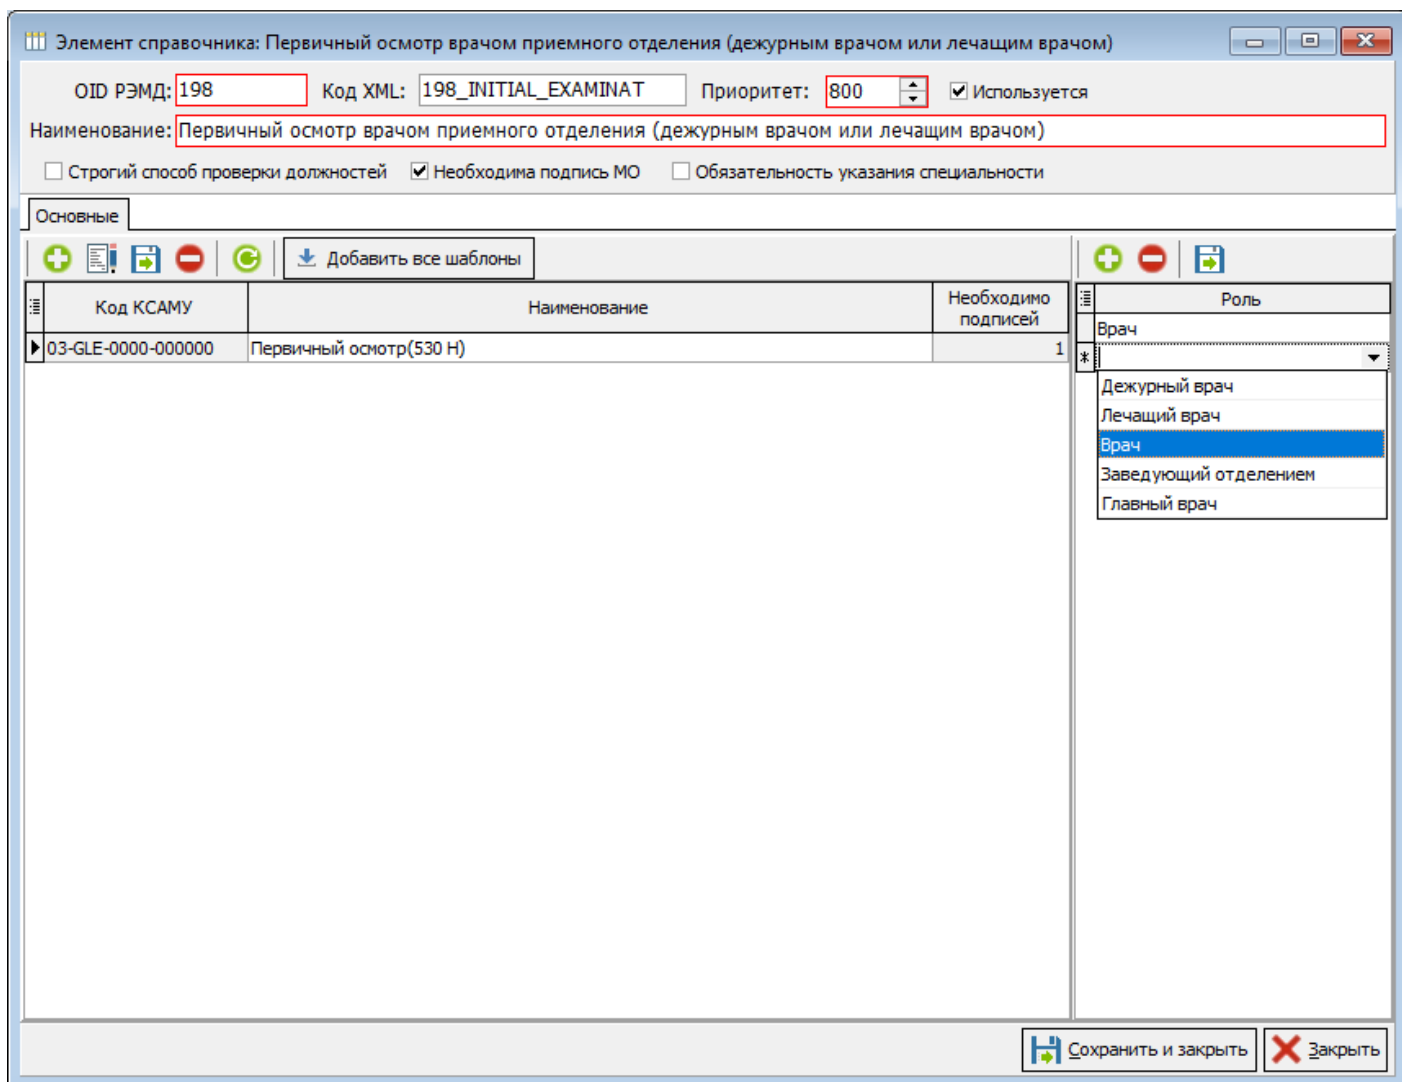 Элемент справочника: Первичный осмотр врачом приемного отделения (дежурным врачом или лечащим врачом)
OID РЭМД: 198 Код XML: 198_INITIAL_EXAMINAT Приоритет: 800 Используется
Наименование: Первичный осмотр врачом приемного отделения (дежурным врачом или лечащим врачом)
Строгий способ проверки должностей Необходима подпись МО Обязательность указания специальности
Основные
Добавить все шаблоны
Код КСАМУ Наименование Необходимо подписей Роль
03-GLE-0000-000000 Первичный осмотр(530 Н) 1
Врач
Дежурный врач
Лечащий врач
Врач
Заведующий отделением
Главный врач
Сохранить и закрыть Закрыть